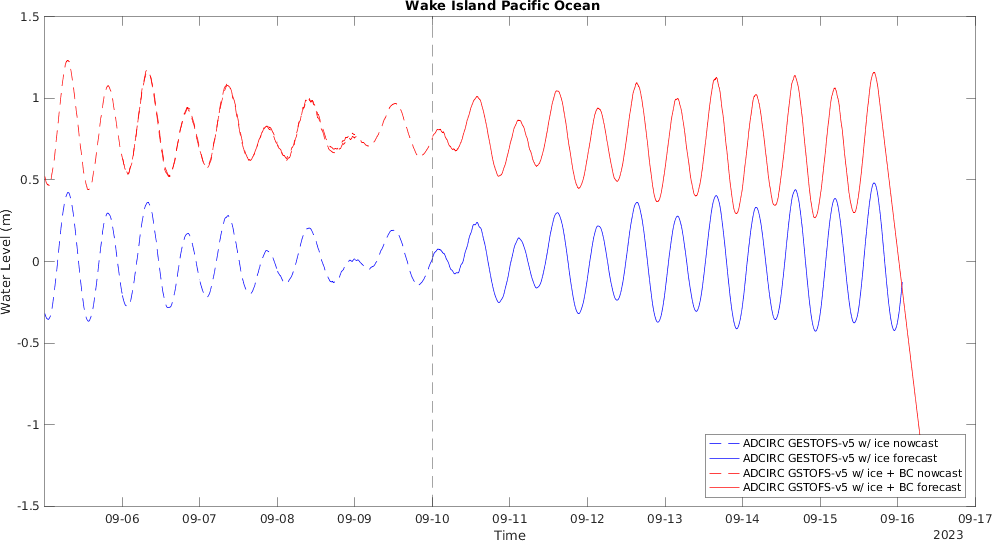 Wake Island Pacific Ocean
1.5
1
0.5
0
-0.5
-1
-1.5
Water Level (m)
09-06 09-07 09-08 09-09 09-10 09-11 09-12 09-13 09-14 09-15 09-16 09-17
Time
2023
ADCIRC GESTOFS-v5 w/ ice nowcast
ADCIRC GESTOFS-v5 w/ ice forecast
ADCIRC GSTOFS-v5 w/ ice + BC nowcast
ADCIRC GSTOFS-v5 w/ ice + BC forecast